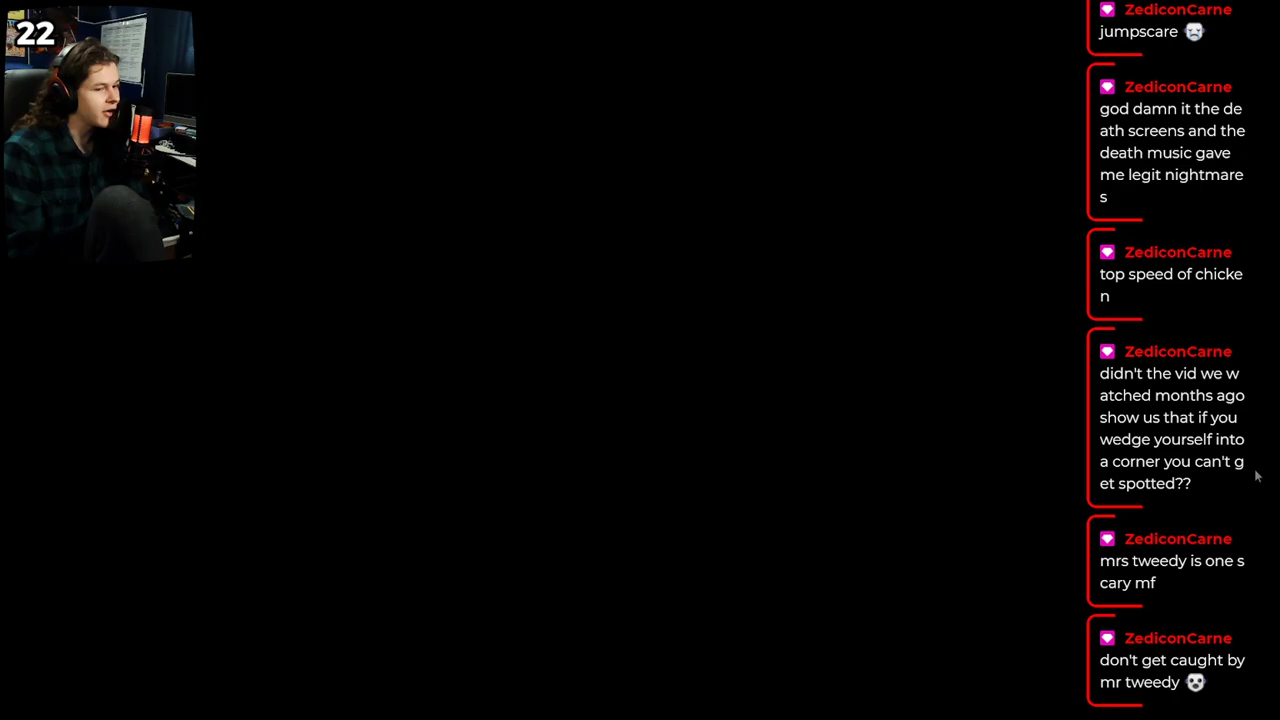 22
ZediconCarne
jumpscare
ZediconCarne
god damn it the de
ath screens and the
death music gave
me legit nightmare
s
ZediconCarne
top speed of chicke
n
ZediconCarne
didn't the vid we w
atched months ago
show us that if you
wedge yourself into
a corner you can't g
et spotted??
ZediconCarne
mrs tweedy is one s
cary mf
ZediconCarne
don't get caught by
mr tweedy